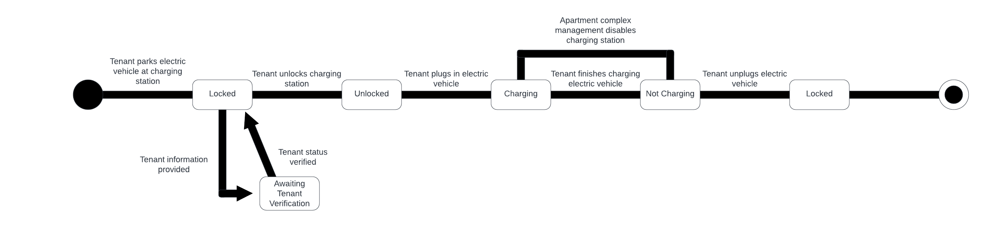 Apartment complex
management disables
charging station
Tenant parks electric
vehicle at charging
station
Tenant unlocks charging
station
Tenant plugs in electric
vehicle
Tenant finishes charging
electric vehicle
Tenant unplugs electric
vehicle
Locked
Unlocked
Charging
Not Charging
Locked
Tenant information
provided
Tenant status
verified
Awaiting
Tenant
Verification